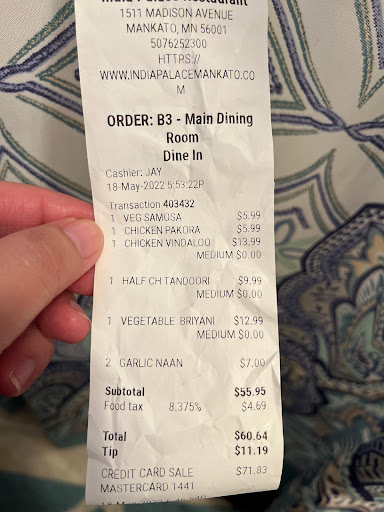 India Palace Restaurant
1511 MADISON AVENUE
MANKATO, MN 56001
5076252300
HTTPS://
WWW.INDIAPALACEMANKATO.CO
M
ORDER: B3 - Main Dining
Room
Dine In
Cashier: JAY
18-May-2022 5:53:22P
Transaction 403432
1 VEG SAMOSA $5.99
1 CHICKEN PAKORA $5.99
1 CHICKEN VINDALOO $13.99
MEDIUM $0.00
1 HALF CH TANDOORI $9.99
MEDIUM $0.00
1 VEGETABLE BRIYANI $12.99
MEDIUM $0.00
2 GARLIC NAAN $7.00
Subtotal $55.95
Food tax 8.375% $4.69
Total $60.64
Tip $11.19
CREDIT CARD SALE $71.83
MASTERCARD 1441